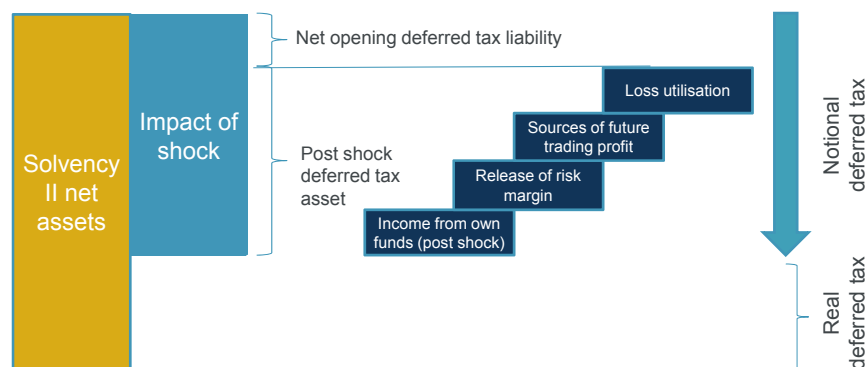 Net opening deferred tax liability
Loss utilisation
Impact of
shock
Sources of future
trading profit
Notional
deferred tax
Solvency
II net
assets
Post shock
deferred tax
asset
Release of risk
margin
Income from own
funds (post shock)
Real
deferred tax